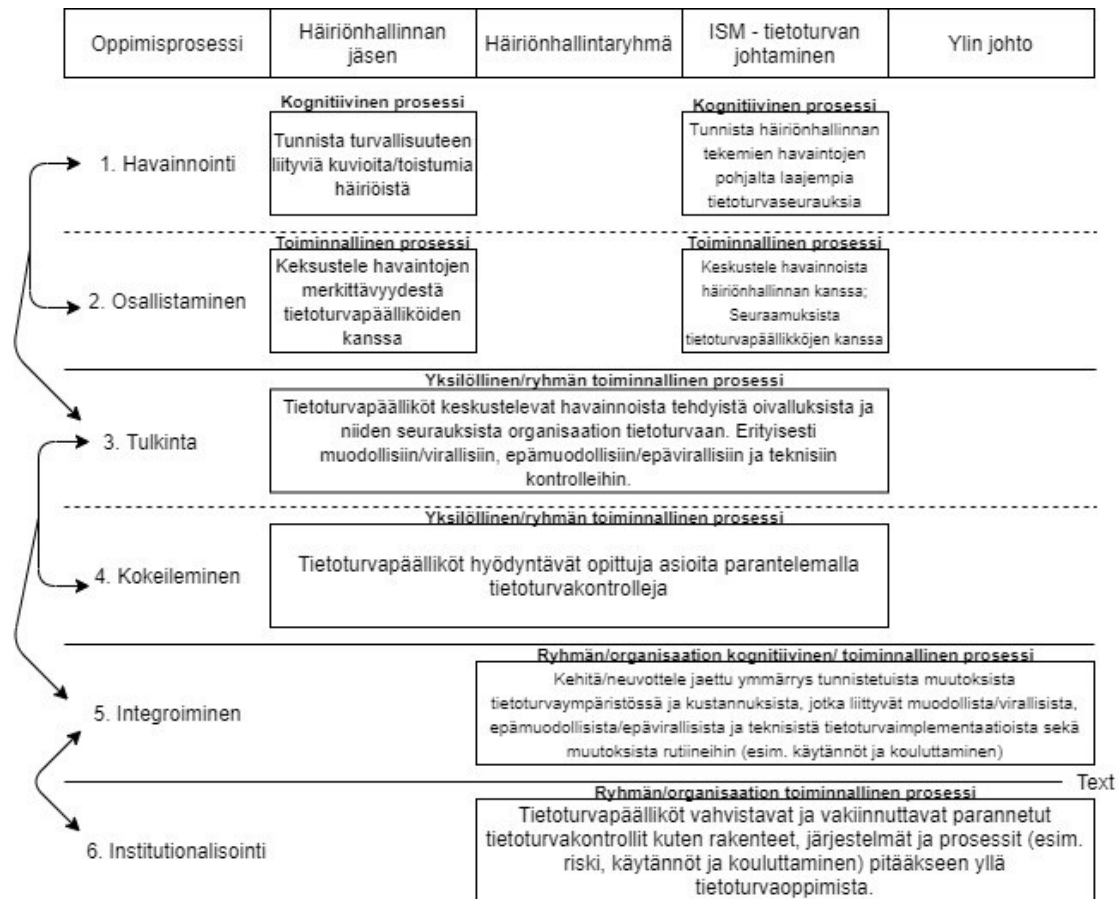 Oppimisprosessi
Häiriönhallinnan
jäsen
Häiriönhallintaryhmä
ISM - tietoturvan
johtaminen
Ylin johto
1. Havainnointi
Kognitiivinen prosessi
Tunnista turvallisuuteen
liityviä kuvioita/toistumia
häiriöistä
Kognitiivinen prosessi
Tunnista häiriönhallinnan
tekemien havaintojen
pohjalta laajempia
tietoturvaseurauksia
2. Osallistaminen
Toiminnallinen prosessi
Keksustele havaintojen
merkittävyydestä
tietoturvapäälliköiden
kanssa
Toiminnallinen prosessi
Keskustele havainnoista
häiriönhallinnan kanssa;
Seuraamuksista
tietoturvapäällikköjen kanssa
3. Tulkinta
Yksilöllinen/ryhmän toiminnallinen prosessi
Tietoturvapäälliköt keskustelevat havainnoista tehdyistä oivalluksista ja
niiden seurauksista organisaation tietoturvaan. Erityisesti
muodollisiin/virallisiin, epämuodollisiin/epävirallisiin ja teknisiin
kontrolleihin.
4. Kokeileminen
Yksilöllinen/ryhmän toiminnallinen prosessi
Tietoturvapäälliköt hyödyntävät opittuja asioita parantelemalla
tietoturvakontrolleja
5. Integroiminen
Ryhmän/organisaation kognitiivinen/ toiminnallinen prosessi
Kehitä/neuvottele jaettu ymmärrys tunnistetuista muutoksista
tietoturvaympäristössä ja kustannuksista, jotka liittyvät muodollista/virallisista,
epämuodollisista/epävirallisista ja teknisistä tietoturvaimplementaatioista sekä
muutoksista rutiineihin (esim. käytännöt ja kouluttaminen)
Text
6. Institutionalisointi
Ryhmän/organisaation toiminnallinen prosessi
Tietoturvapäälliköt vahvistavat ja vakiinnuttavat parannetut
tietoturvakontrollit kuten rakenteet, järjestelmät ja prosessit (esim.
riski, käytännöt ja kouluttaminen) pitääkseen yllä
tietoturvaoppimista.